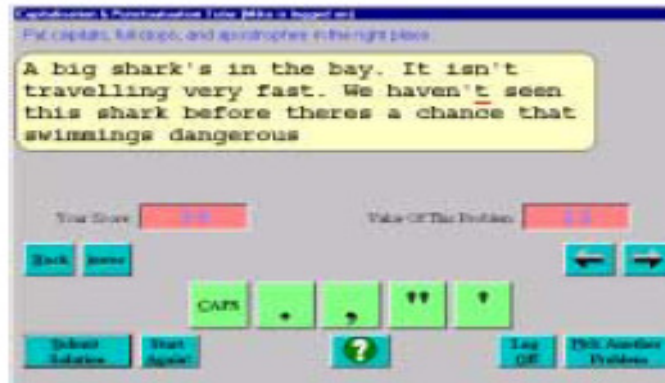 Capitalisation & Punctuation Tutor (Mike is logged on)
Put capitals, full stops, and apostrophes in the right place.
A big shark's in the bay. It isn't
travelling very fast. We haven't seen
this shark before theres a chance that
swimmings dangerous
Your Score
Value Of This Problem
Back
CAPS . , " '
Submit Start ? Log Pick Another
Solution Again! Off Problem